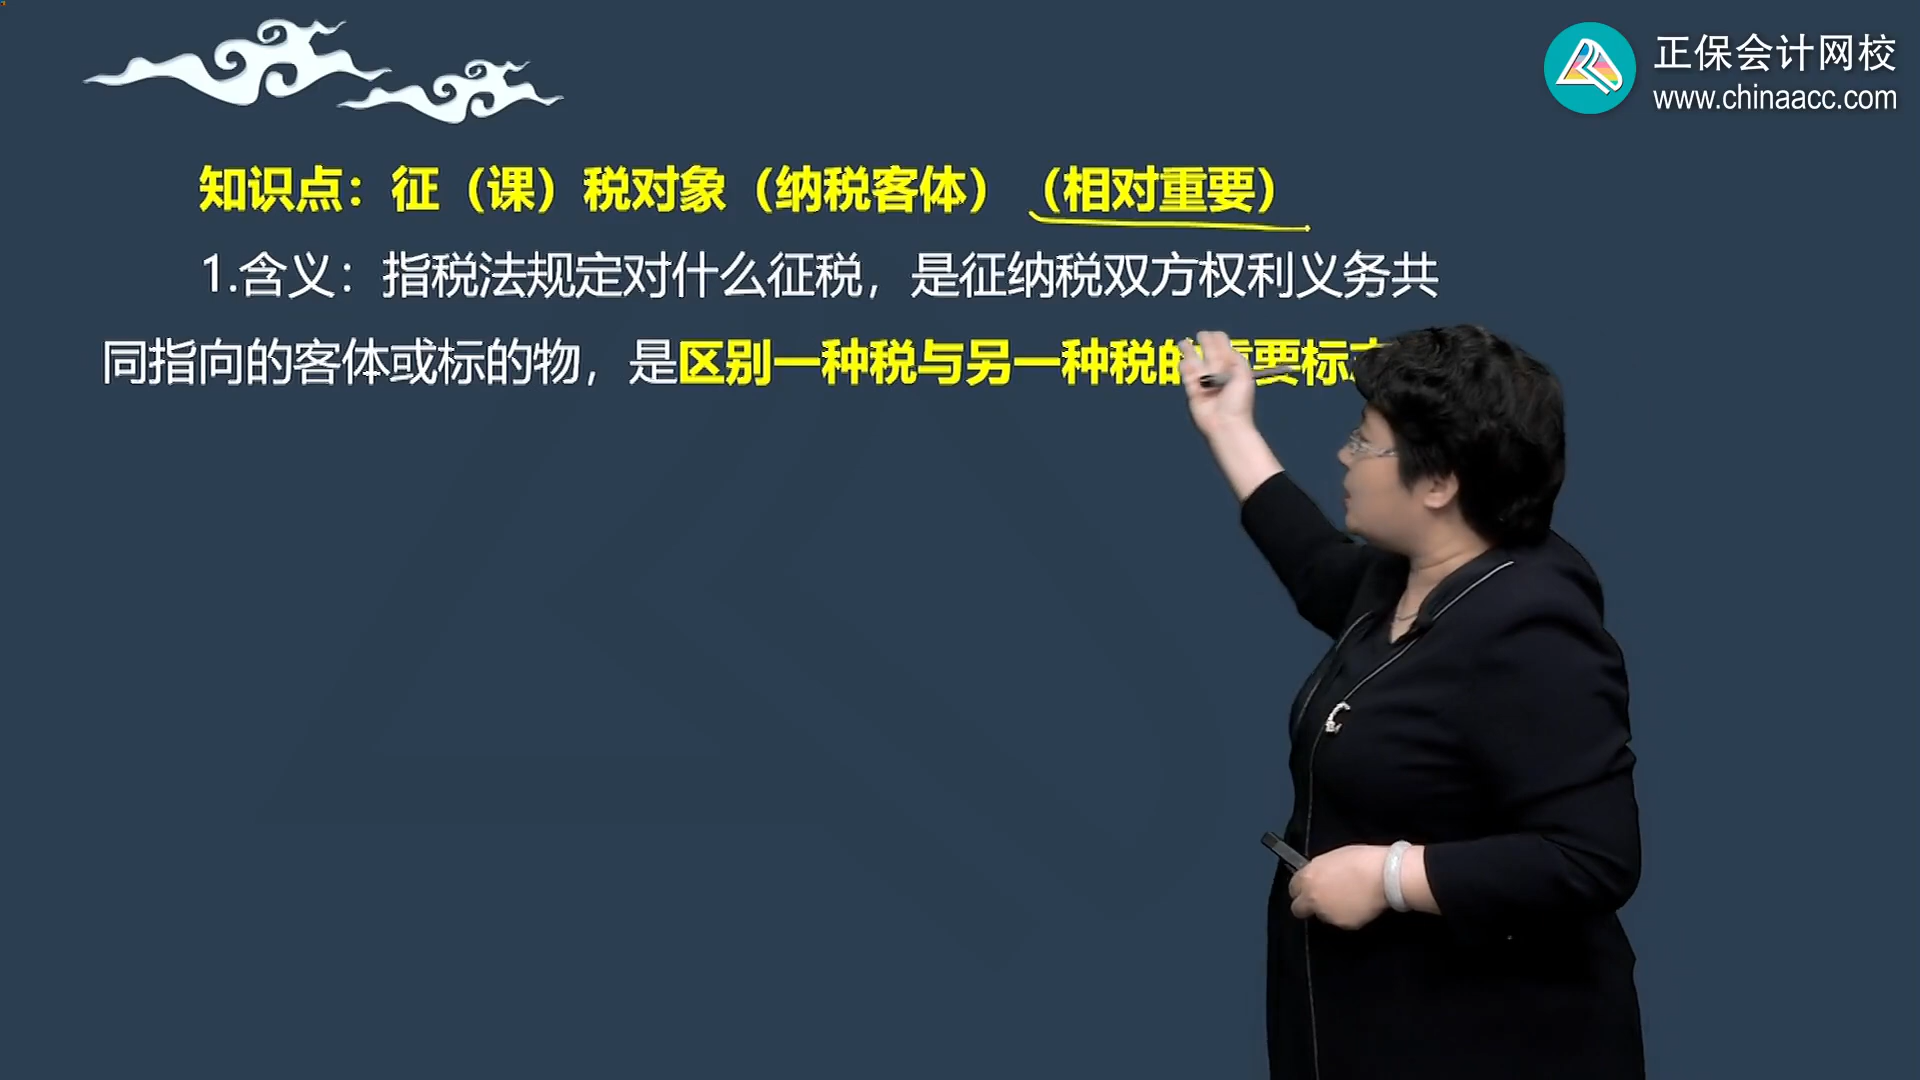 正保会计网校
www.chinaacc.com
知识点：征（课）税对象（纳税客体）（相对重要）
1.含义：指税法规定对什么征税，是征纳税双方权利义务共
同指向的客体或标的物，是区别一种税与另一种税的重要标志